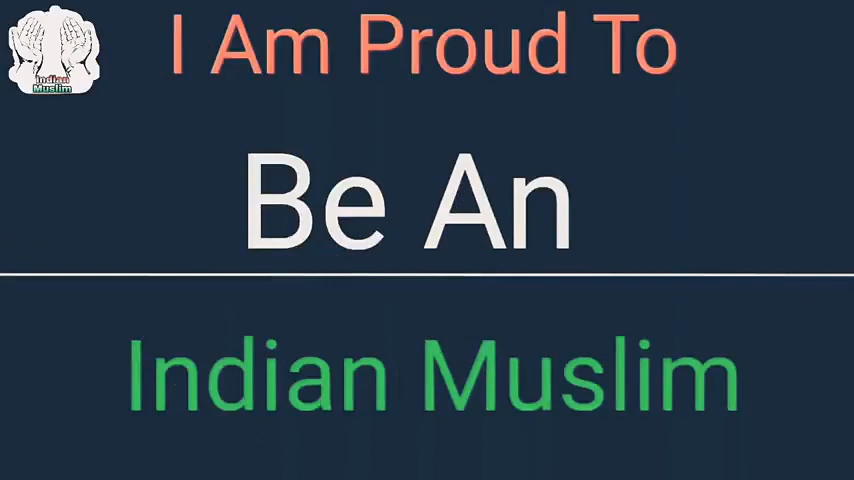 Indian
Muslim
I Am Proud To
Be An
Indian Muslim